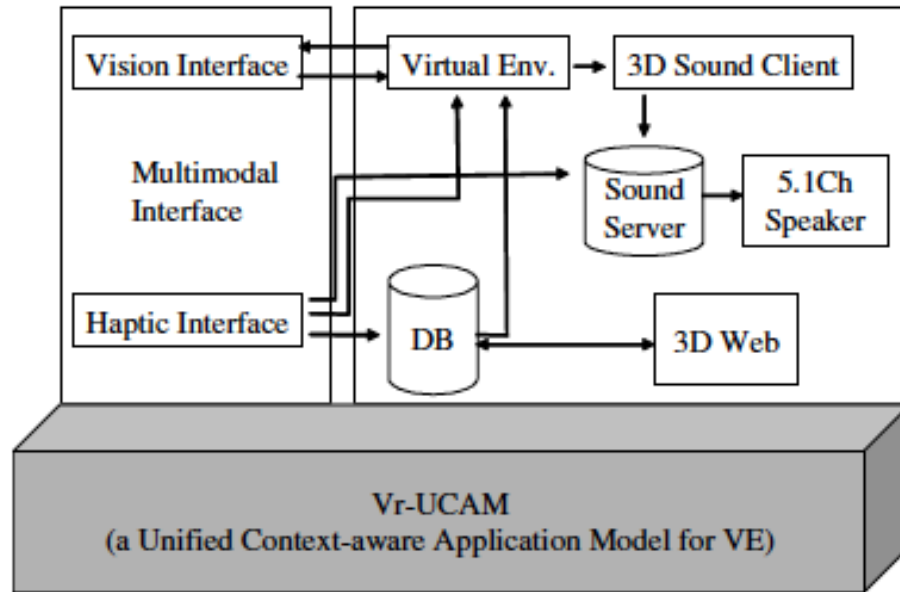 Vision Interface
Virtual Env.
3D Sound Client
Multimodal
Interface
Sound
Server
5.1Ch
Speaker
Haptic Interface
DB
3D Web
Vr-UCAM
(a Unified Context-aware Application Model for VE)